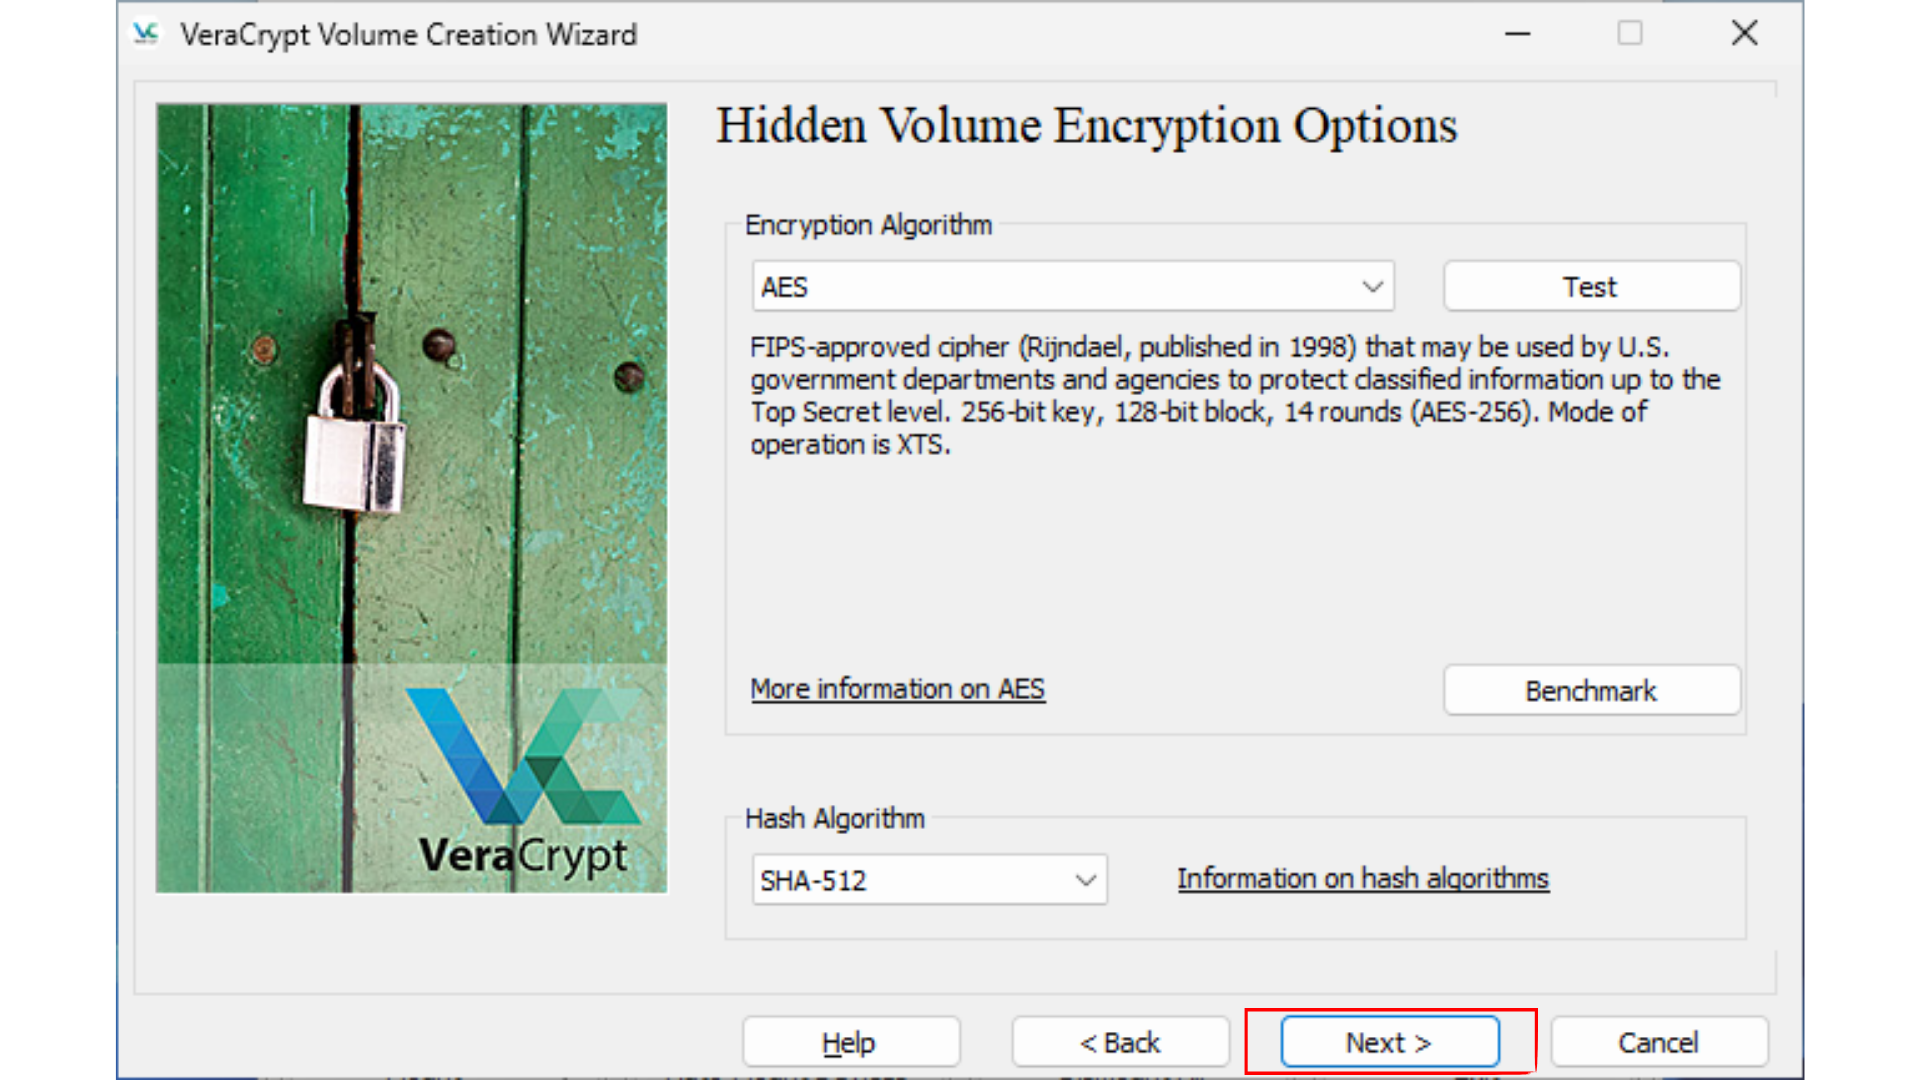 VeraCrypt Volume Creation Wizard
Hidden Volume Encryption Options
Encryption Algorithm
AES
Test
FIPS-approved cipher (Rijndael, published in 1998) that may be used by U.S.
government departments and agencies to protect classified information up to the
Top Secret level. 256-bit key, 128-bit block, 14 rounds (AES-256). Mode of
operation is XTS.
More information on AES
Benchmark
VeraCrypt
Hash Algorithm
SHA-512
Information on hash algorithms
Help
< Back
Next >
Cancel